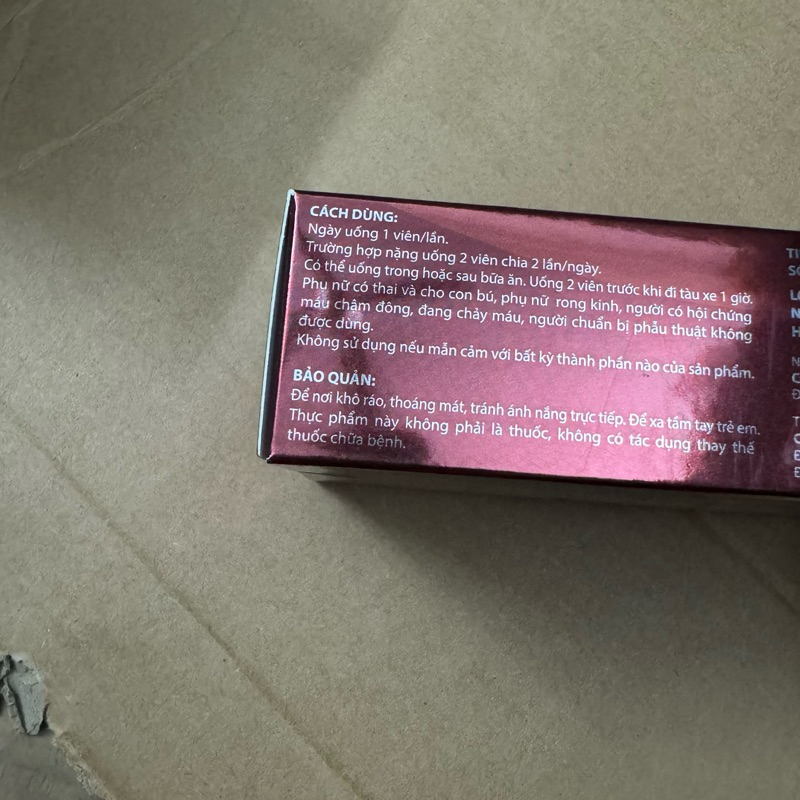 CÁCH DÙNG:
Ngày uống 1 viên/lần.
Trường hợp nặng uống 2 viên chia 2 lần/ngày.
Có thể uống trong hoặc sau bữa ăn. Uống 2 viên trước khi đi tàu xe 1 giờ.
Phụ nữ có thai và cho con bú, phụ nữ rong kinh, người có hội chứng
máu chậm đông, đang chảy máu, người chuẩn bị phẫu thuật không
được dùng.
Không sử dụng nếu mẫn cảm với bất kỳ thành phần nào của sản phẩm.
BẢO QUẢN:
Để nơi khô ráo, thoáng mát, tránh ánh nắng trực tiếp. Để xa tầm tay trẻ em.
Thực phẩm này không phải là thuốc, không có tác dụng thay thế
thuốc chữa bệnh.